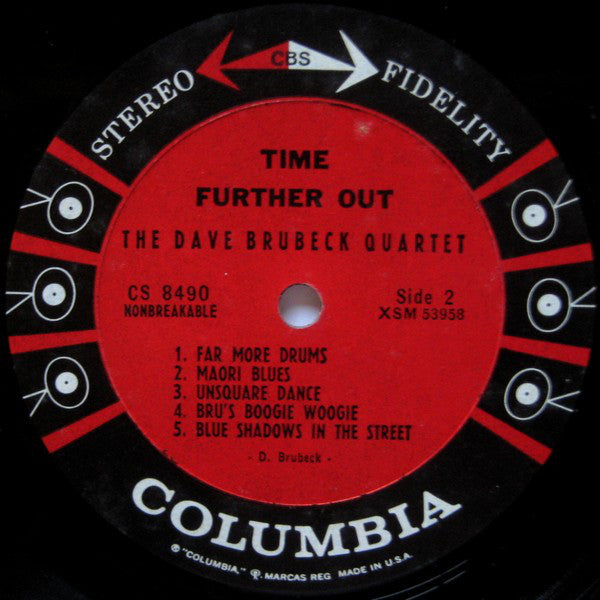 CBS
STEREO FIDELITY
TIME
FURTHER OUT
THE DAVE BRUBECK QUARTET
CS 8490 Side 2
NONBREAKABLE XSM 53958
1. FAR MORE DRUMS
2. MAORI BLUES
3. UNSQUARE DANCE
4. BRU'S BOOGIE WOOGIE
5. BLUE SHADOWS IN THE STREET
- D. Brubeck -
COLUMBIA
® "COLUMBIA," ℗. MARCAS REG. MADE IN U.S.A.